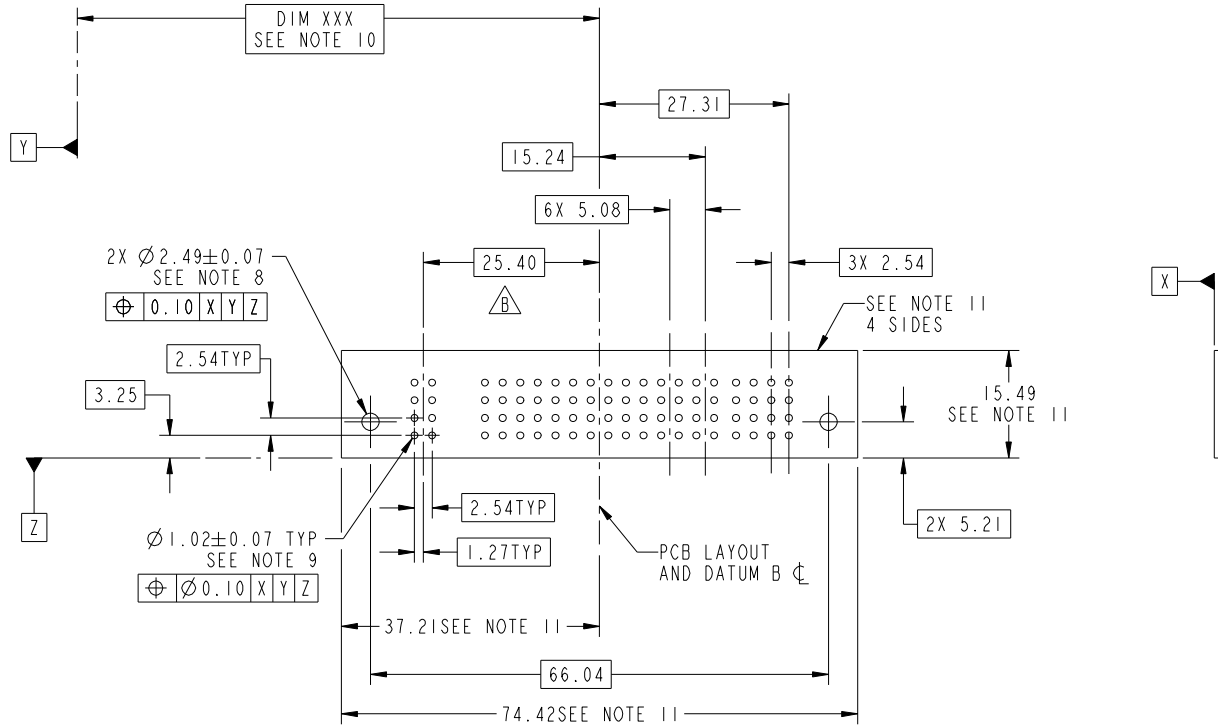 DIM XXX
SEE NOTE 10
27.31
Y
15.24
6X 5.08
2X Ø2.49±0.07
SEE NOTE 8
⌖ 0.10 X Y Z
25.40
B
3X 2.54
X
SEE NOTE 11
4 SIDES
2.54TYP
3.25
15.49
SEE NOTE 11
Z
2.54TYP
2X 5.21
Ø1.02±0.07 TYP
SEE NOTE 9
⌖ Ø0.10 X Y Z
1.27TYP
PCB LAYOUT
AND DATUM B ℄
37.21SEE NOTE 11
66.04
74.42SEE NOTE 11